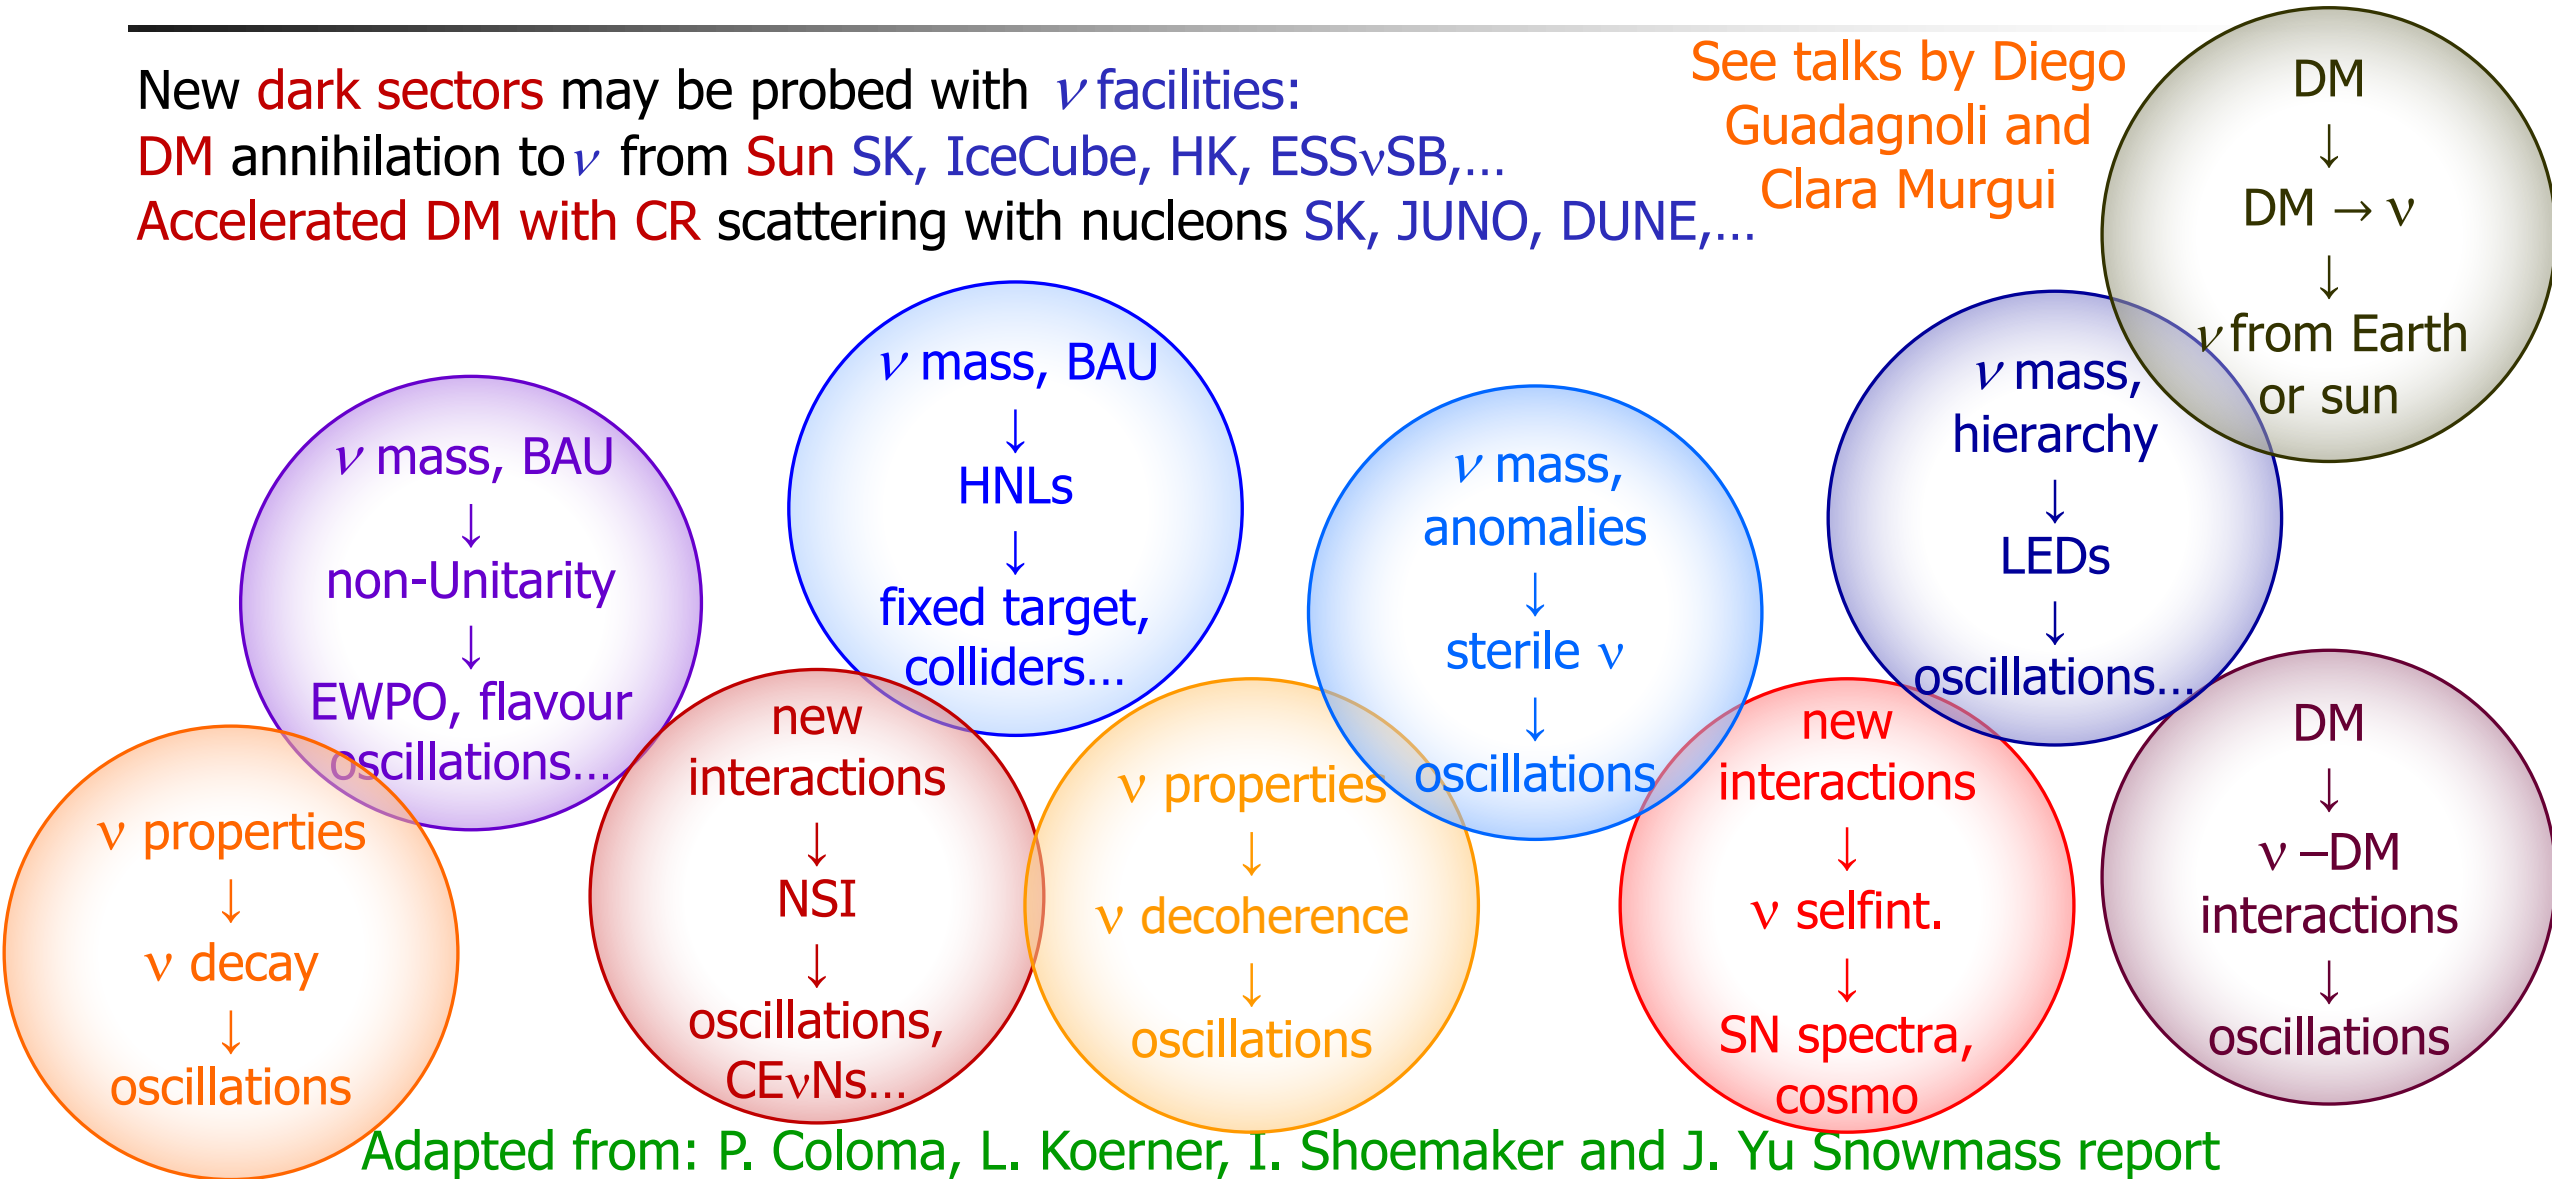 New dark sectors may be probed with ν facilities:
DM annihilation to ν from Sun SK, IceCube, HK, ESSνSB,...
Accelerated DM with CR scattering with nucleons SK, JUNO, DUNE,...
See talks by Diego
Guadagnoli and
Clara Murgui
DM
↓
DM → ν
↓
ν from Earth
or sun
ν mass, BAU
↓
HNLs
↓
fixed target,
colliders...
ν mass,
hierarchy
↓
LEDs
↓
oscillations...
ν mass, BAU
↓
non-Unitarity
↓
EWPO, flavour
oscillations...
ν mass,
anomalies
↓
sterile ν
↓
oscillations
ν properties
↓
ν decay
↓
oscillations
new
interactions
↓
NSI
↓
oscillations,
CEνNs...
ν properties
↓
ν decoherence
↓
oscillations
new
interactions
↓
ν selfint.
↓
SN spectra,
cosmo
DM
↓
ν –DM
interactions
↓
oscillations
Adapted from: P. Coloma, L. Koerner, I. Shoemaker and J. Yu Snowmass report